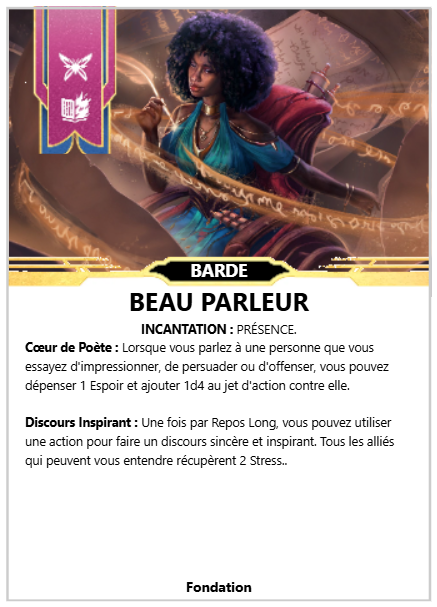 BARDE
BEAU PARLEUR
INCANTATION : PRÉSENCE.
Cœur de Poète : Lorsque vous parlez à une personne que vous
essayez d'impressionner, de persuader ou d'offenser, vous pouvez
dépenser 1 Espoir et ajouter 1d4 au jet d'action contre elle.
Discours Inspirant : Une fois par Repos Long, vous pouvez utiliser
une action pour faire un discours sincère et inspirant. Tous les alliés
qui peuvent vous entendre récupèrent 2 Stress..
Fondation